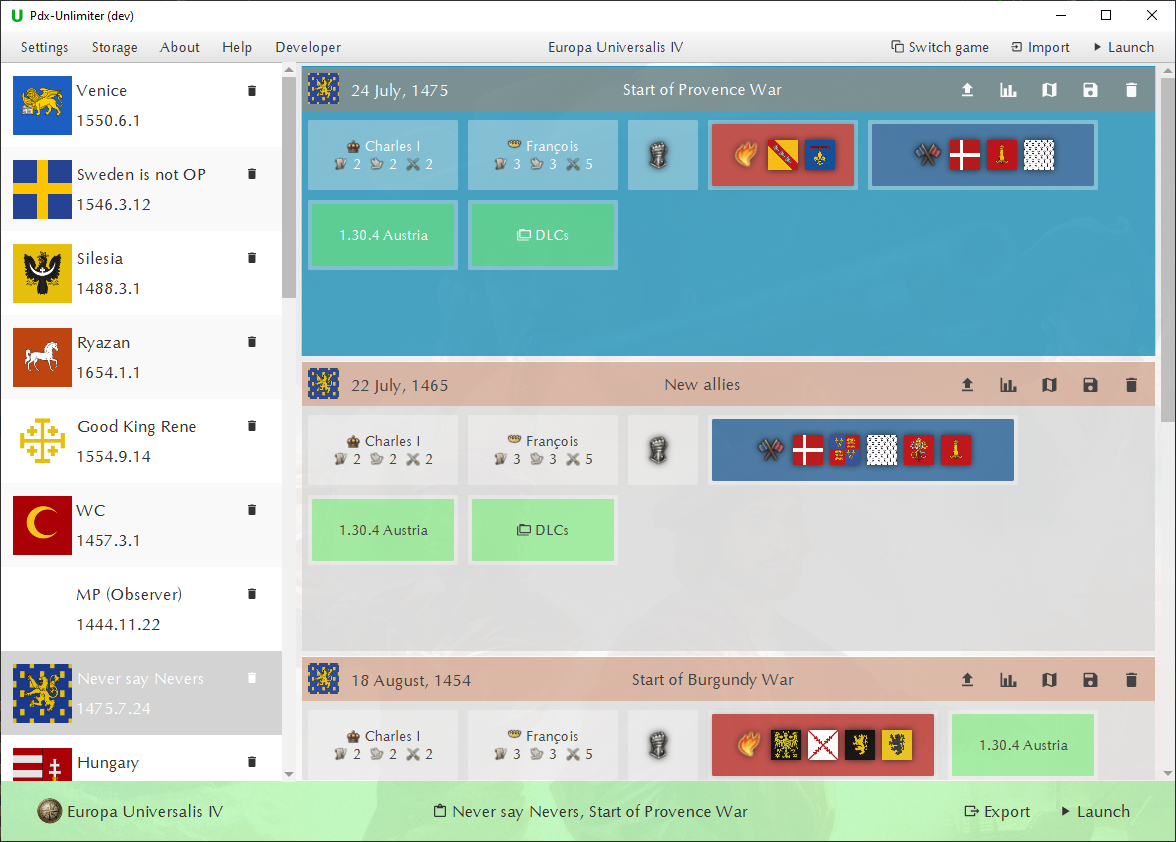 Pdx-Unlimiter (dev)
Settings Storage About Help Developer Europa Universalis IV Switch game Import Launch
Venice
1550.6.1
Sweden is not OP
1546.3.12
Silesia
1488.3.1
Ryazan
1654.1.1
Good King Rene
1554.9.14
WC
1457.3.1
MP (Observer)
1444.11.22
Never say Nevers
1475.7.24
Hungary
24 July, 1475 Start of Provence War
Charles I
2 2 2
François
3 3 5
1.30.4 Austria
DLCs
22 July, 1465 New allies
Charles I
2 2 2
François
3 3 5
1.30.4 Austria
DLCs
18 August, 1454 Start of Burgundy War
Charles I
2 2 2
François
3 3 5
1.30.4 Austria
Europa Universalis IV Never say Nevers, Start of Provence War Export Launch